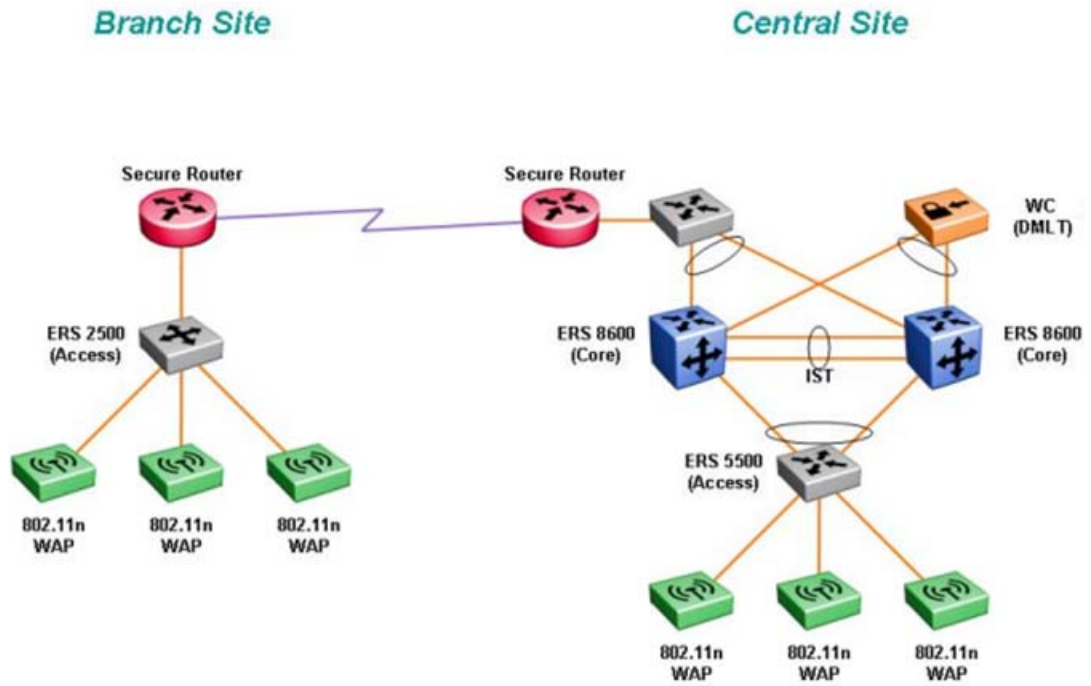 Branch Site
Central Site
Secure Router
Secure Router
WC
(DMLT)
ERS 2500
(Access)
ERS 8600
(Core)
IST
ERS 8600
(Core)
ERS 5500
(Access)
802.11n
WAP
802.11n
WAP
802.11n
WAP
802.11n
WAP
802.11n
WAP
802.11n
WAP